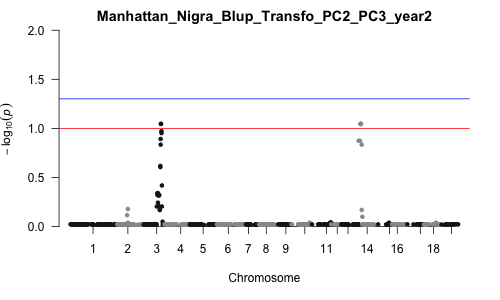 Manhattan_Nigra_Blup_Transfo_PC2_PC3_year2
2.0
1.5
1.0
0.5
0.0
− log₁₀(p)
1 2 3 4 5 6 7 8 9 11 14 16 18
Chromosome